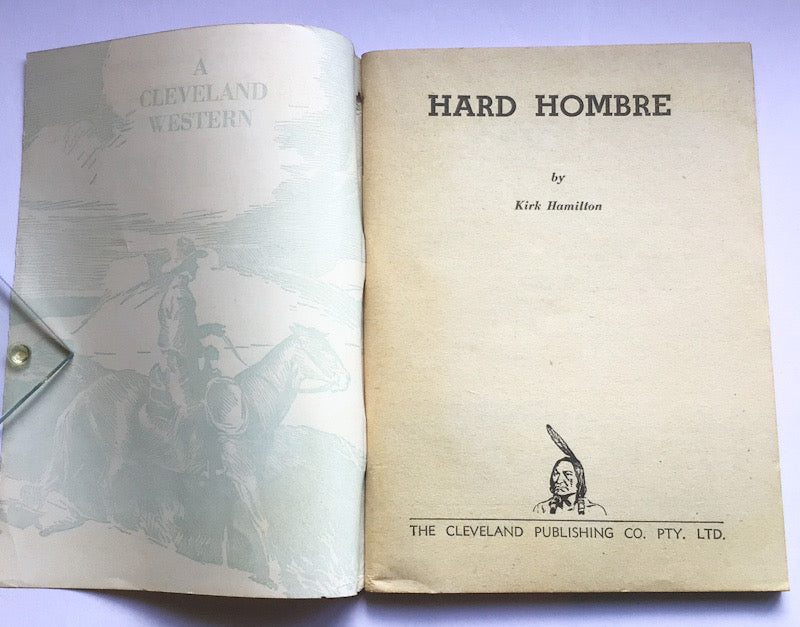 A
CLEVELAND
WESTERN
HARD HOMBRE
by
Kirk Hamilton
THE CLEVELAND PUBLISHING CO. PTY. LTD.